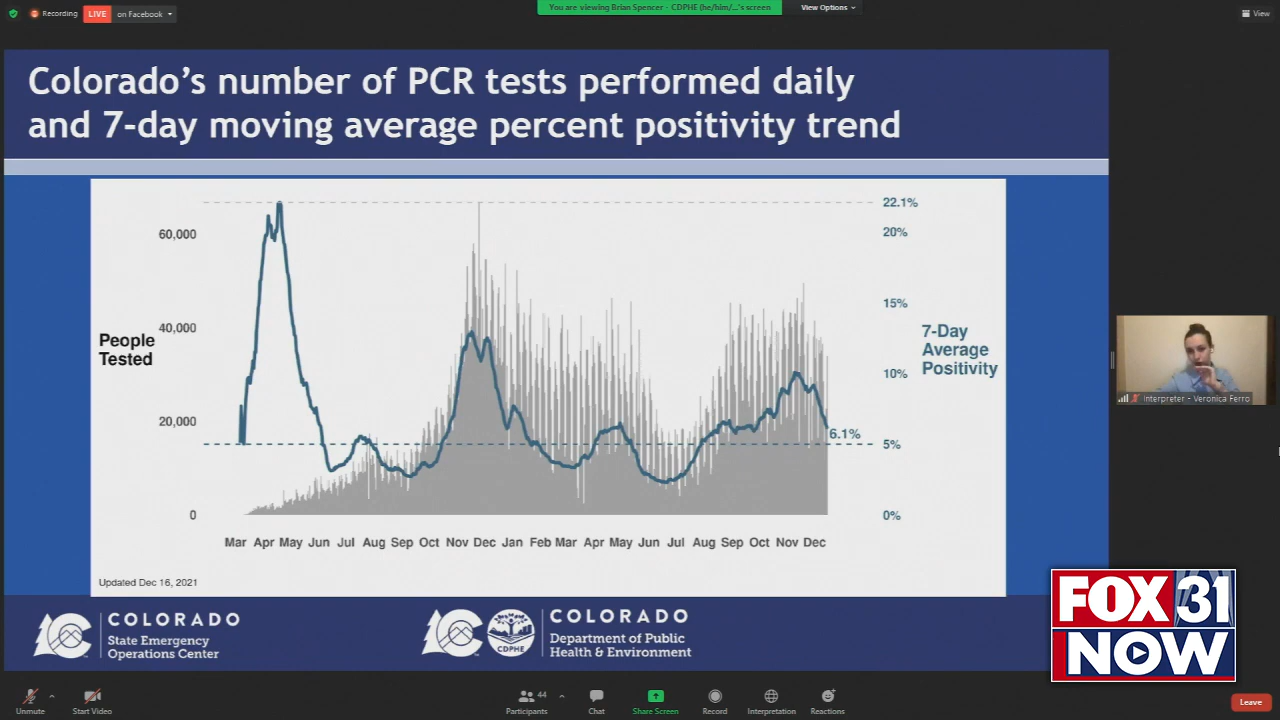 Recording
LIVE on Facebook
You are viewing Brian Spencer - CDPHE (he/him/...'s screen
View Options
View
Colorado's number of PCR tests performed daily
and 7-day moving average percent positivity trend
22.1%
60,000
20%
15%
People
Tested
40,000
7-Day
Average
Positivity
10%
20,000
6.1%
5%
0
0%
Mar Apr May Jun Jul Aug Sep Oct Nov Dec Jan Feb Mar Apr May Jun Jul Aug Sep Oct Nov Dec
Updated Dec 16, 2021
Interpreter - Veronica Ferro
COLORADO
State Emergency
Operations Center
CDPHE
COLORADO
Department of Public
Health & Environment
FOX 31
NOW
Unmute
Start Video
Participants
44
Chat
Share Screen
Record
Interpretation
Reactions
Leave